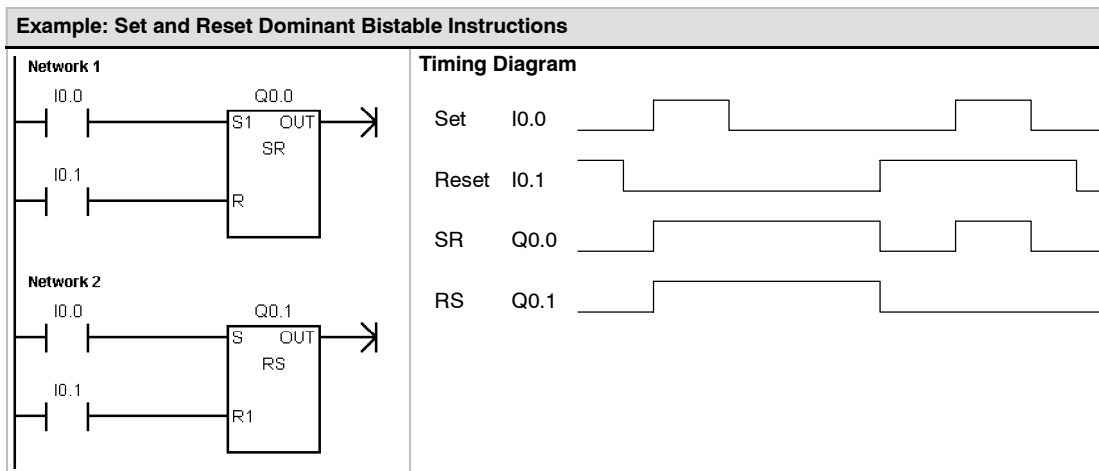 Example: Set and Reset Dominant Bistable Instructions
Network 1
I0.0 Q0.0
S1 OUT
SR
I0.1
R
Network 2
I0.0 Q0.1
S OUT
RS
I0.1
R1
Timing Diagram
Set I0.0
Reset I0.1
SR Q0.0
RS Q0.1